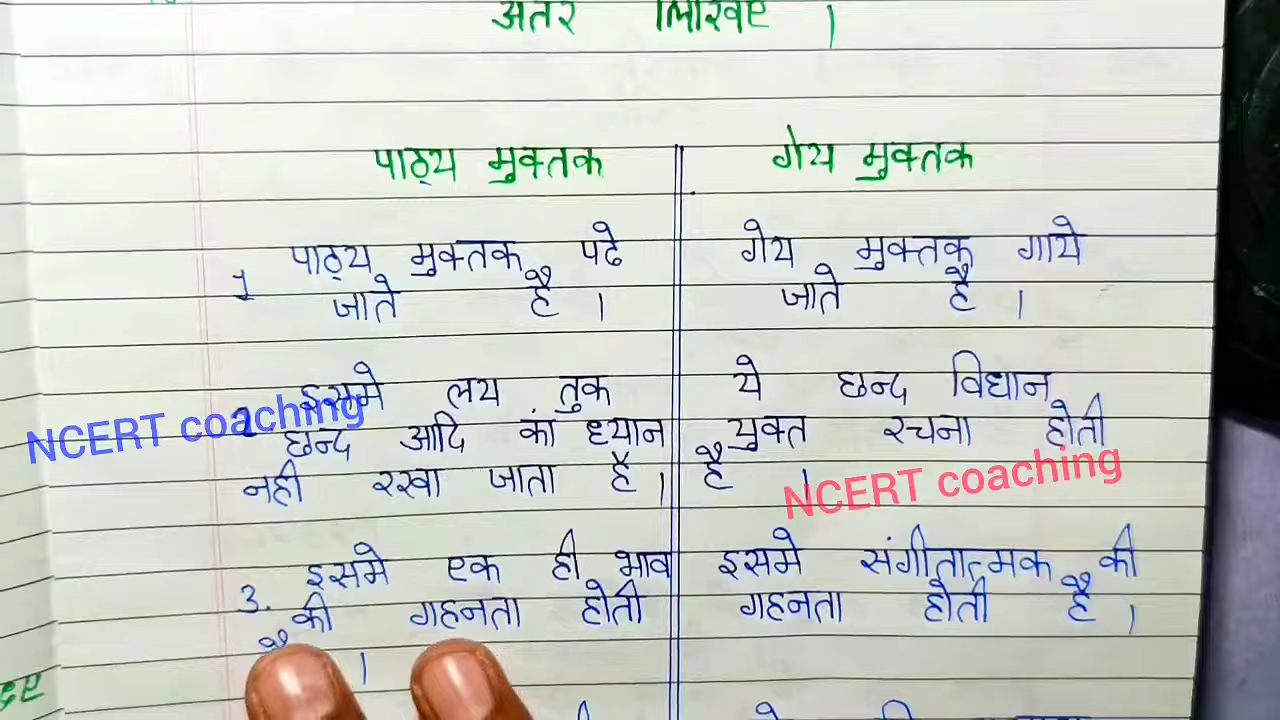 अंतर लिखिए ।
पाठ्य मुक्तक
गेय मुक्तक
1 पाठ्य मुक्तक पढे
जाते है ।
गेय मुक्तक गाये
जाते है ।
2 इसमे लय तुक
छन्द आदि का ध्यान
नही रखा जाता है ।
ये छन्द विधान
युक्त रचना होती
है ।
3. इसमे एक ही भाव
की गहनता होती
है ।
इसमे संगीतात्मक की
गहनता होती है ।
NCERT coaching
NCERT coaching